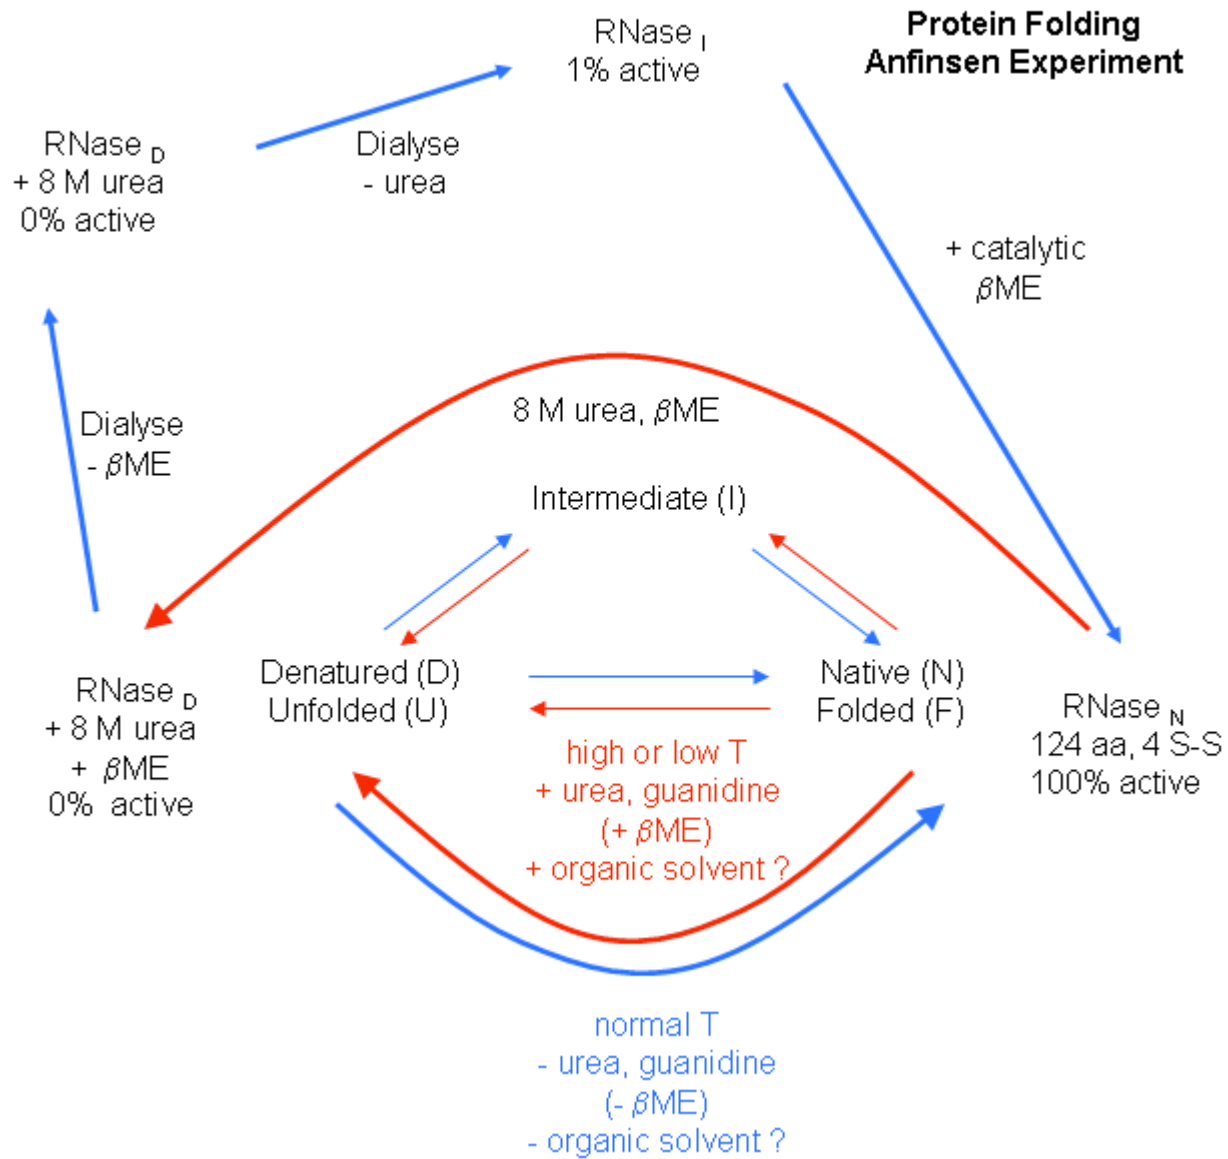 Protein Folding
Anfinsen Experiment
RNase I
1% active
RNase D
+ 8 M urea
0% active
Dialyse
- urea
+ catalytic
βME
Dialyse
- βME
8 M urea, βME
Intermediate (I)
Denatured (D)
Unfolded (U)
Native (N)
Folded (F)
RNase D
+ 8 M urea
+ βME
0% active
RNase N
124 aa, 4 S-S
100% active
high or low T
+ urea, guanidine
(+ βME)
+ organic solvent ?
normal T
- urea, guanidine
(- βME)
- organic solvent ?